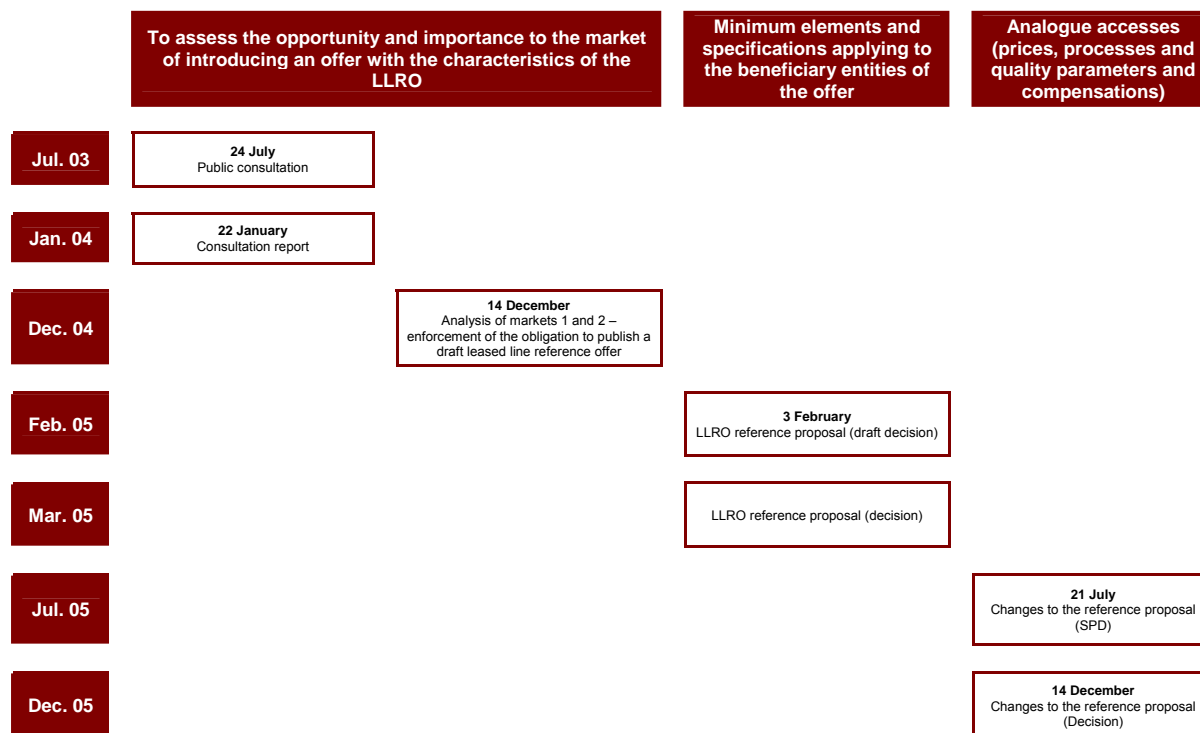 To assess the opportunity and importance to the market
of introducing an offer with the characteristics of the
LLRO
Minimum elements and
specifications applying to
the beneficiary entities of
the offer
Analogue accesses
(prices, processes and
quality parameters and
compensations)
Jul. 03
24 July
Public consultation
Jan. 04
22 January
Consultation report
Dec. 04
14 December
Analysis of markets 1 and 2 –
enforcement of the obligation to publish a
draft leased line reference offer
Feb. 05
3 February
LLRO reference proposal (draft decision)
Mar. 05
LLRO reference proposal (decision)
Jul. 05
21 July
Changes to the reference proposal
(SPD)
Dec. 05
14 December
Changes to the reference proposal
(Decision)